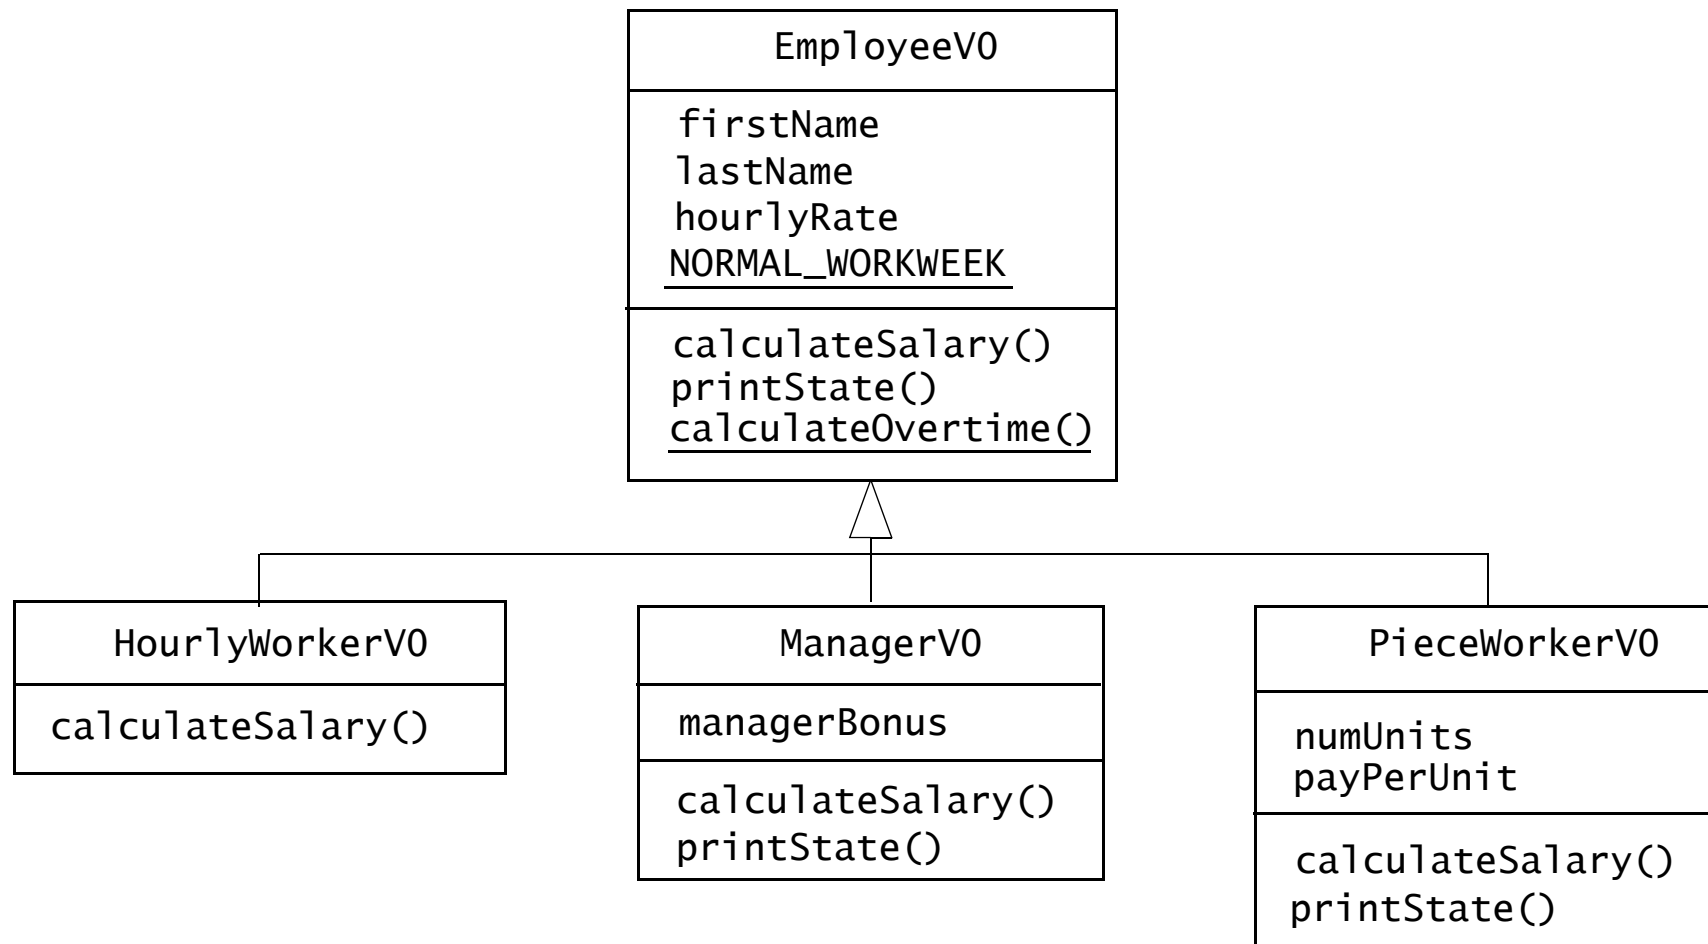 EmployeeVO
firstName
lastName
hourlyRate
NORMAL_WORKWEEK
calculateSalary()
printState()
calculateOvertime()
HourlyWorkerVO
calculateSalary()
ManagerVO
managerBonus
calculateSalary()
printState()
PieceWorkerVO
numUnits
payPerUnit
calculateSalary()
printState()